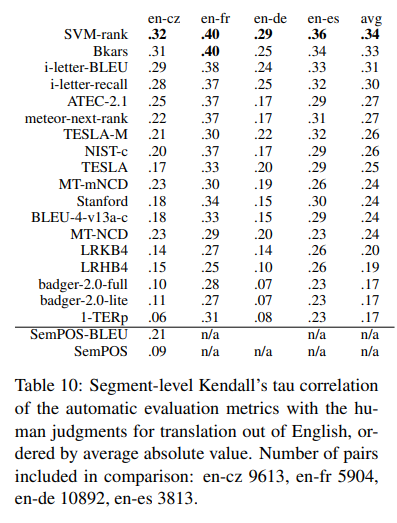 en-cz en-fr en-de en-es avg
SVM-rank .32 .40 .29 .36 .34
Bkars .31 .40 .25 .34 .33
i-letter-BLEU .29 .38 .24 .33 .31
i-letter-recall .28 .37 .25 .32 .30
ATEC-2.1 .25 .37 .17 .29 .27
meteor-next-rank .22 .37 .17 .31 .27
TESLA-M .21 .30 .22 .32 .26
NIST-c .20 .37 .17 .29 .26
TESLA .17 .33 .20 .29 .25
MT-mNCD .23 .30 .19 .26 .24
Stanford .18 .34 .15 .30 .24
BLEU-4-v13a-c .18 .33 .15 .29 .24
MT-NCD .23 .29 .20 .23 .24
LRKB4 .14 .27 .14 .26 .20
LRHB4 .15 .25 .10 .26 .19
badger-2.0-full .10 .28 .07 .23 .17
badger-2.0-lite .11 .27 .07 .23 .17
1-TERp .06 .31 .08 .23 .17
SemPOS-BLEU .21 n/a n/a n/a
SemPOS .09 n/a n/a n/a n/a
Table 10: Segment-level Kendall's tau correlation
of the automatic evaluation metrics with the hu-
man judgments for translation out of English, or-
dered by average absolute value. Number of pairs
included in comparison: en-cz 9613, en-fr 5904,
en-de 10892, en-es 3813.